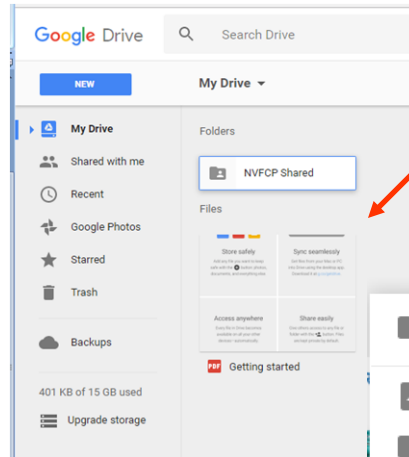 Google Drive
Search Drive
NEW
My Drive
My Drive
Shared with me
Recent
Google Photos
Starred
Trash
Backups
401 KB of 15 GB used
Upgrade storage
Folders
NVFCP Shared
Files
Store safely
Sync seamlessly
Access anywhere
Share easily
PDF
Getting started